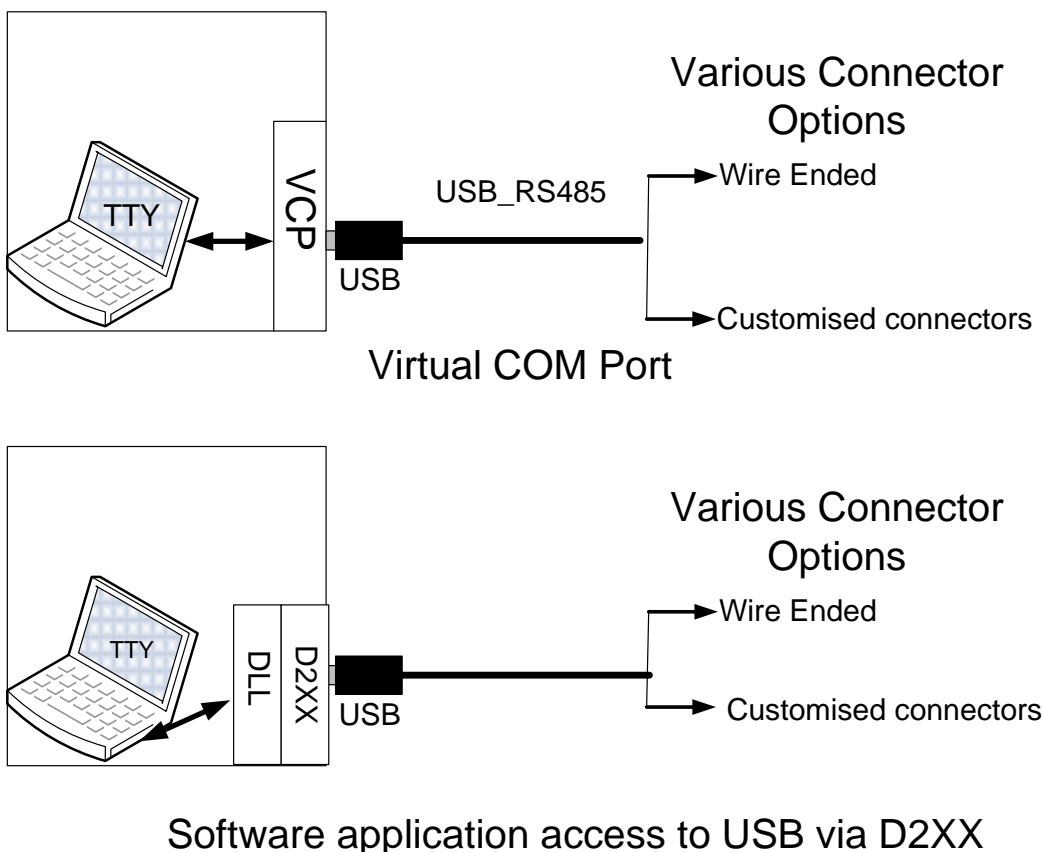 Various Connector
Options
Wire Ended
TTY
VCP
USB_RS485
USB
Customised connectors
Virtual COM Port
Various Connector
Options
Wire Ended
TTY
DLL
D2XX
USB
Customised connectors
Software application access to USB via D2XX